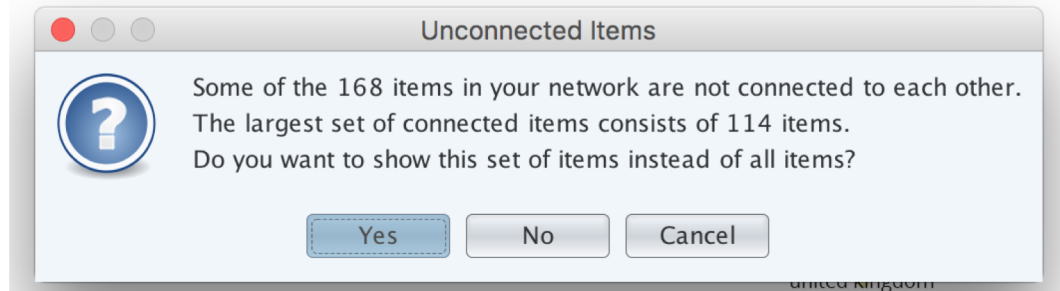 Unconnected Items
Some of the 168 items in your network are not connected to each other.
The largest set of connected items consists of 114 items.
Do you want to show this set of items instead of all items?
Yes No Cancel
united kingdom